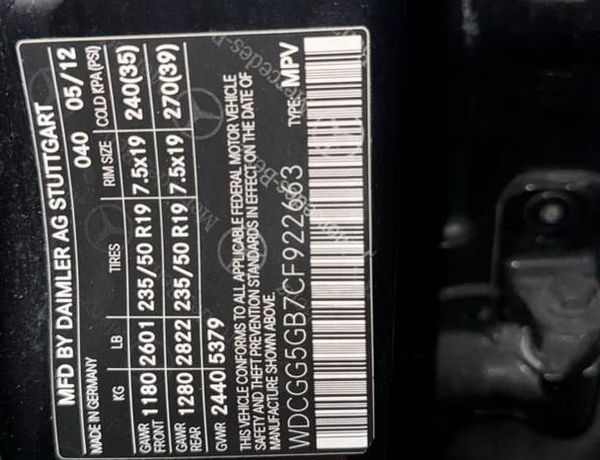 MFD BY DAIMLER AG STUTTGART
MADE IN GERMANY 040 05/12
KG LB TIRES RIM SIZE COLD KPA (PSI)
GAWR FRONT 1180 2601 235/50 R19 7.5x19 240(35)
GAWR REAR 1280 2822 235/50 R19 7.5x19 270(39)
GVWR 2440 5379
THIS VEHICLE CONFORMS TO ALL APPLICABLE FEDERAL MOTOR VEHICLE
SAFETY AND THEFT PREVENTION STANDARDS IN EFFECT ON THE DATE OF
MANUFACTURE SHOWN ABOVE.
WDCGG5GB7CF922663 TYPE: MPV